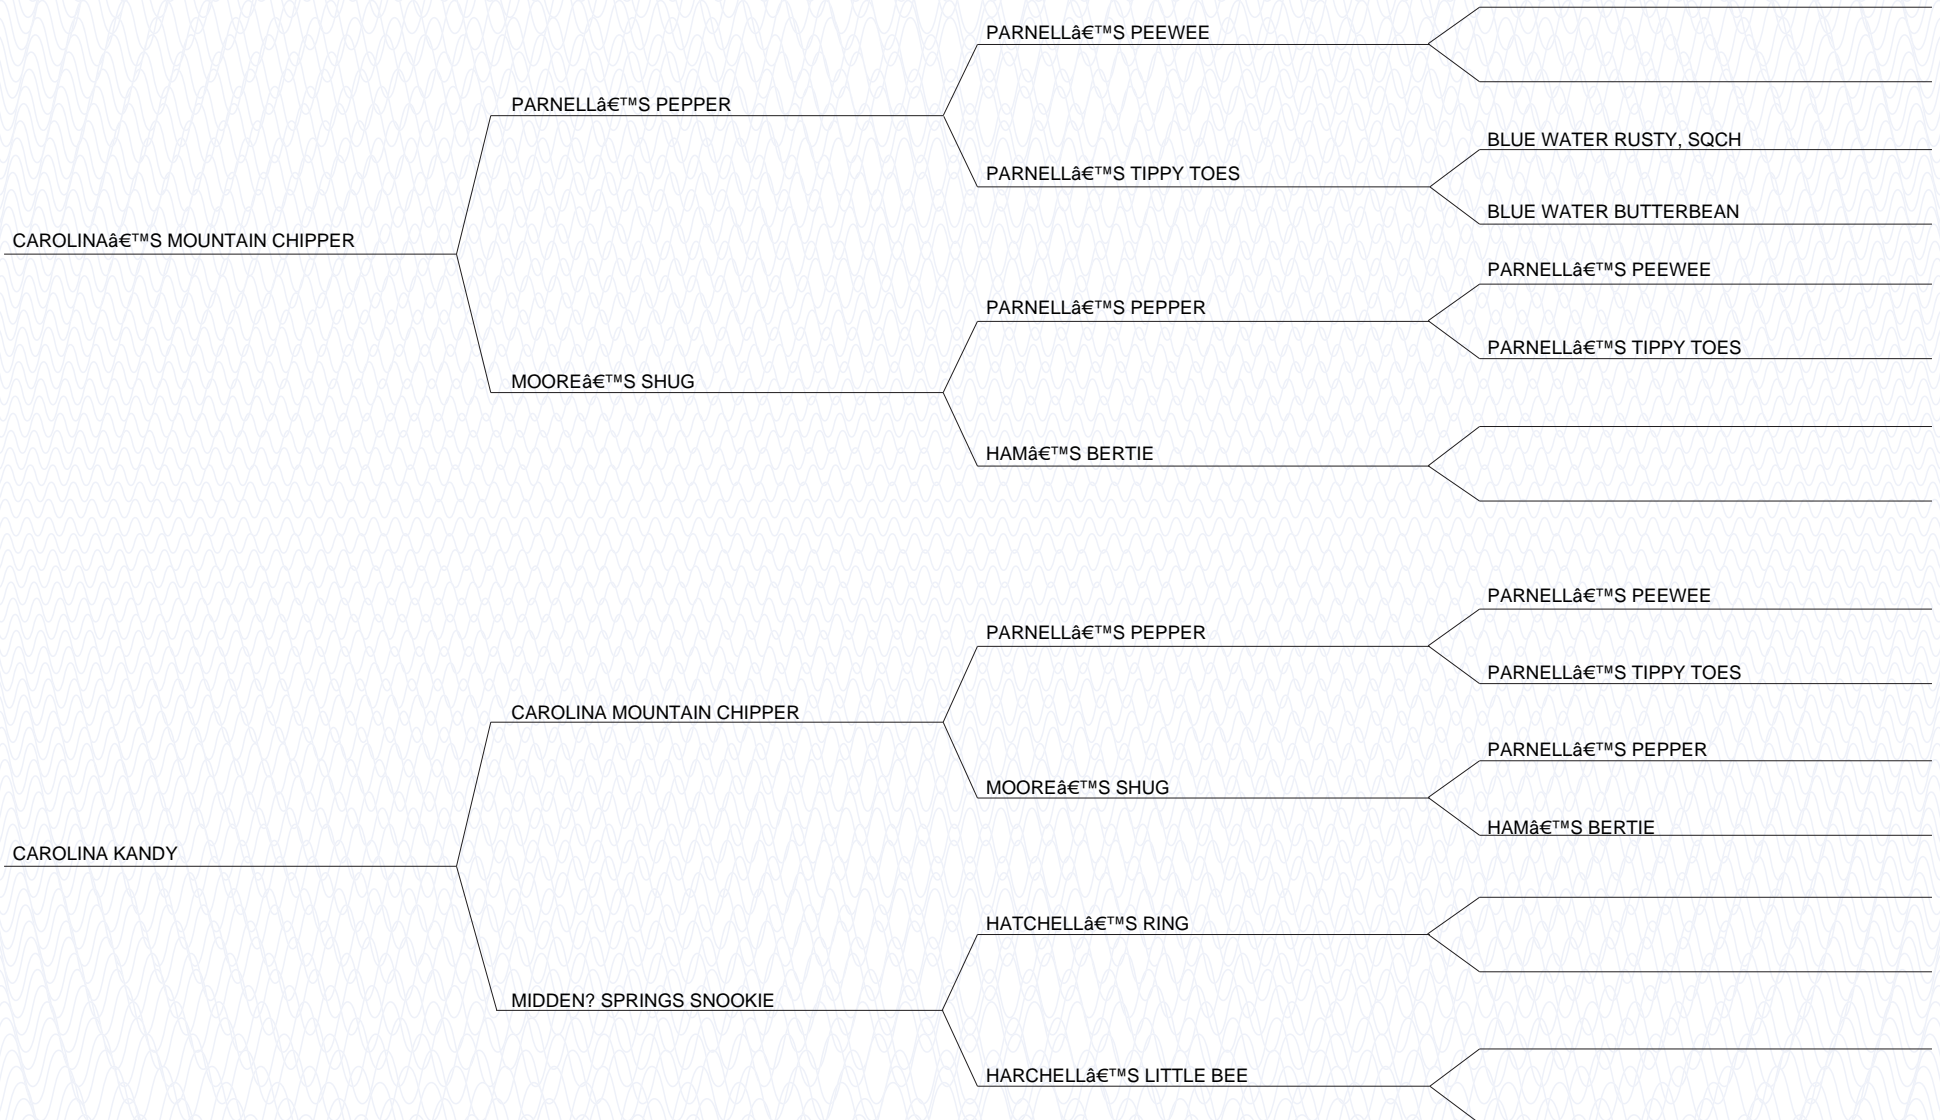 PARNELLâ€™S PEEWEE
PARNELLâ€™S PEPPER
BLUE WATER RUSTY, SQCH
PARNELLâ€™S TIPPY TOES
BLUE WATER BUTTERBEAN
CAROLINAâ€™S MOUNTAIN CHIPPER
PARNELLâ€™S PEEWEE
PARNELLâ€™S PEPPER
PARNELLâ€™S TIPPY TOES
MOOREâ€™S SHUG
HAMâ€™S BERTIE
PARNELLâ€™S PEEWEE
PARNELLâ€™S PEPPER
PARNELLâ€™S TIPPY TOES
CAROLINA MOUNTAIN CHIPPER
PARNELLâ€™S PEPPER
MOOREâ€™S SHUG
HAMâ€™S BERTIE
CAROLINA KANDY
HATCHELLâ€™S RING
MIDDEN? SPRINGS SNOOKIE
HARCHELLâ€™S LITTLE BEE